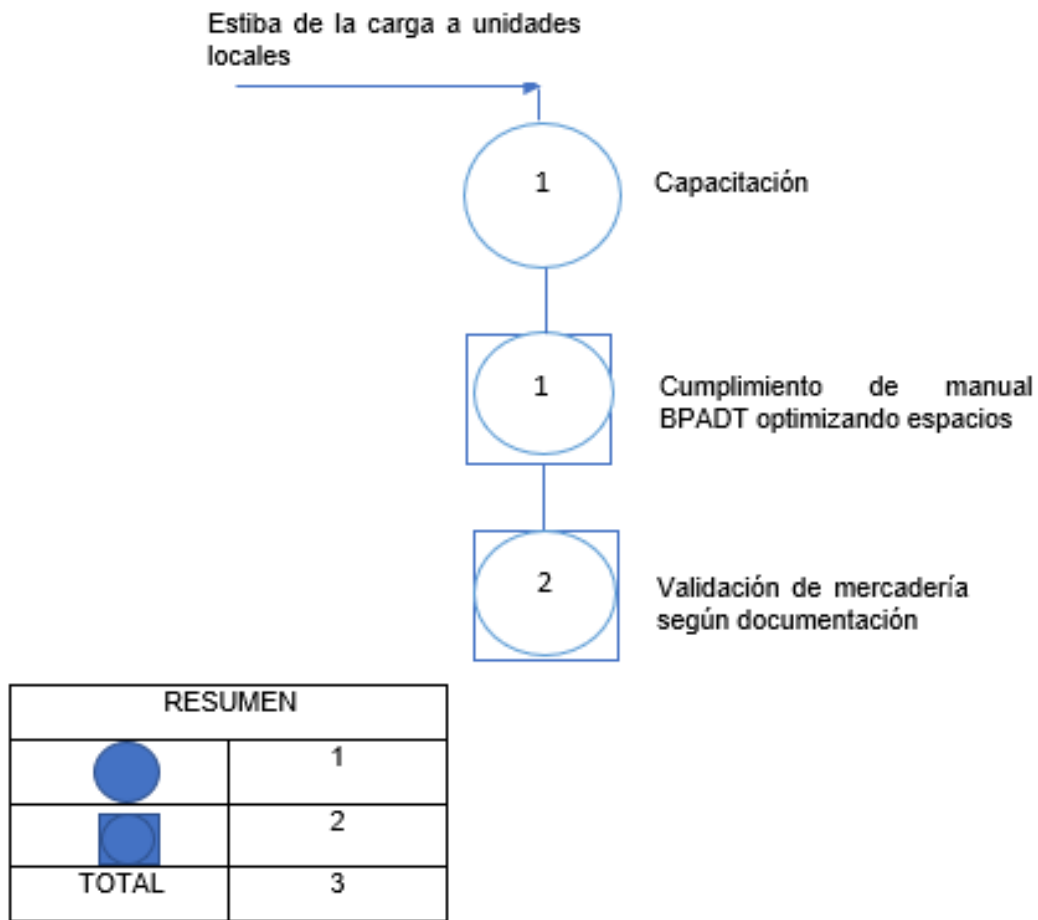 Estiba de la carga a unidades
locales
1
Capacitación
1
Cumplimiento de manual
BPADT optimizando espacios
2
Validación de mercadería
según documentación
RESUMEN
1
2
TOTAL 3